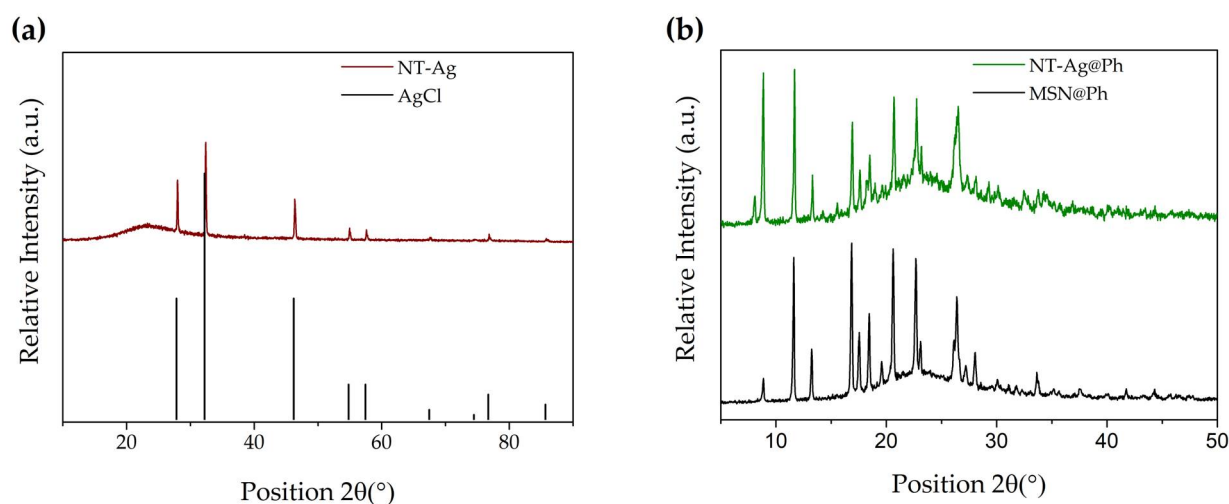 (a)
NT-Ag
AgCl
Relative Intensity (a.u.)
20 40 60 80
Position 2θ(°)
(b)
NT-Ag@Ph
MSN@Ph
Relative Intensity (a.u.)
10 20 30 40 50
Position 2θ(°)